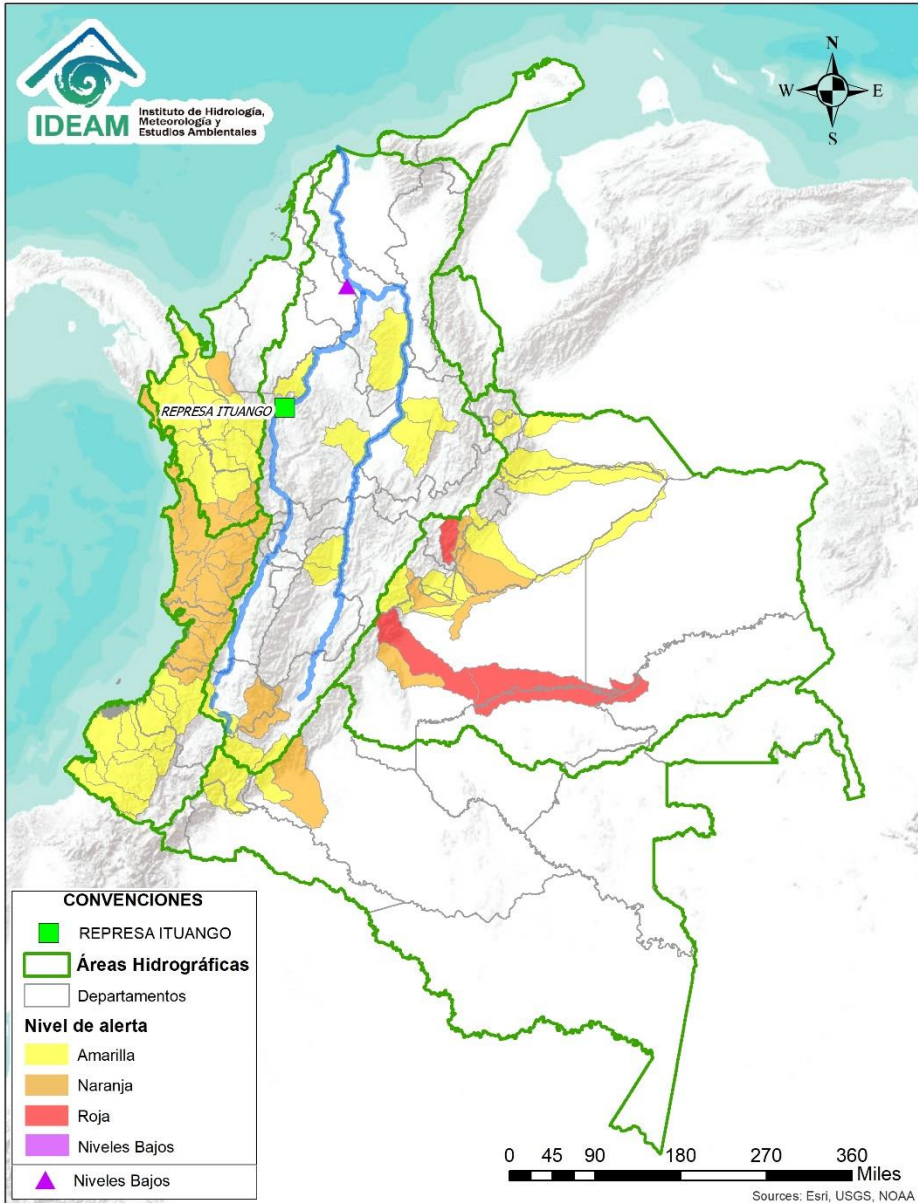 IDEAM
Instituto de Hidrología,
Meteorología y
Estudios Ambientales
N
W
E
S
REPRESA ITUANGO
CONVENCIONES
REPRESA ITUANGO
Áreas Hidrográficas
Departamentos
Nivel de alerta
Amarilla
Naranja
Roja
Niveles Bajos
Niveles Bajos
0 45 90 180 270 360
Miles
Sources: Esri, USGS, NOAA